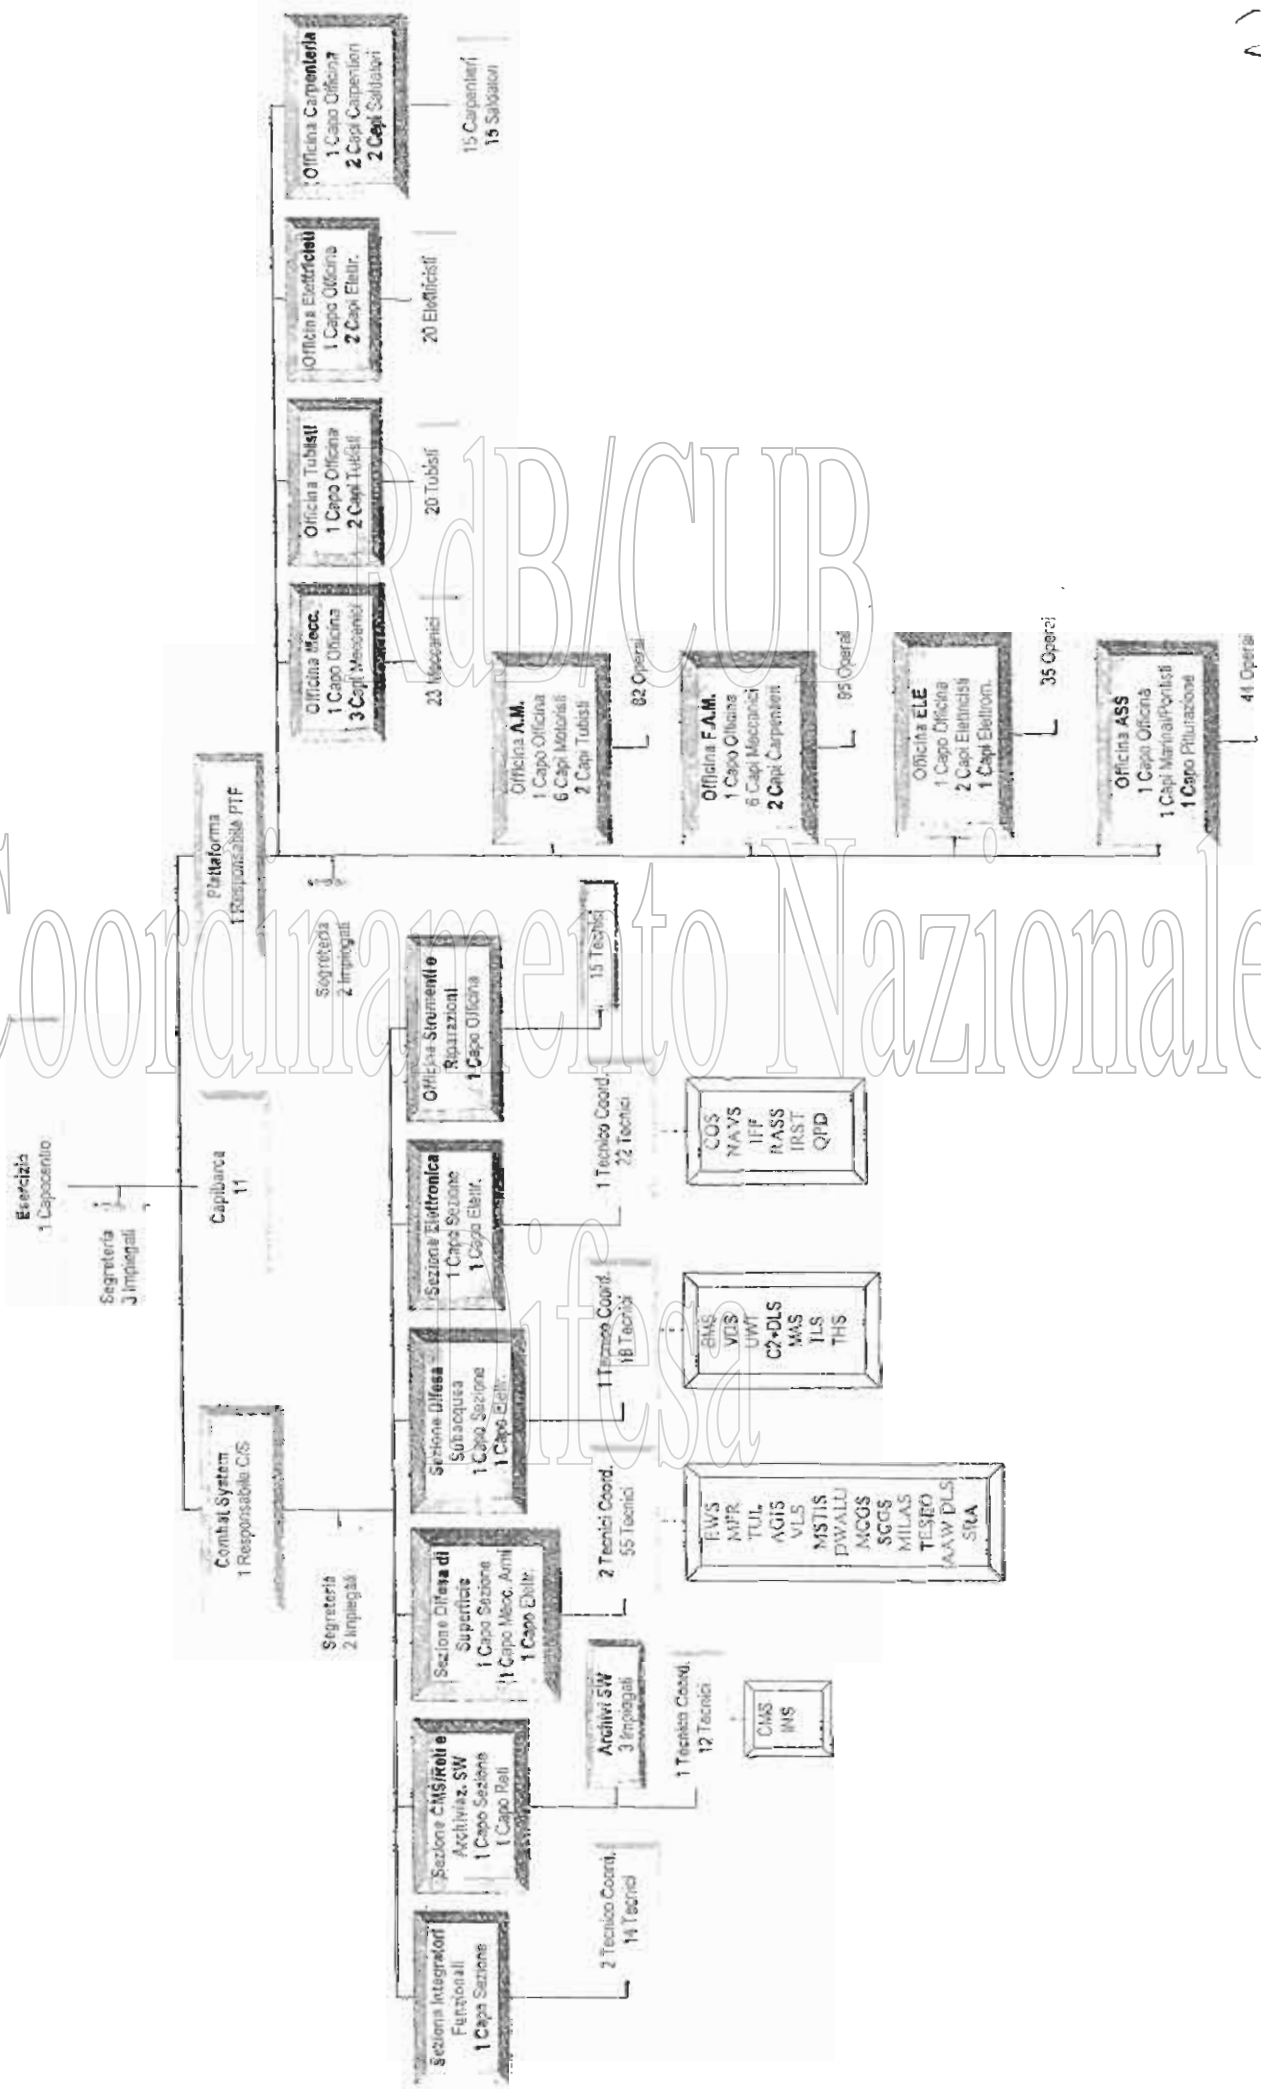 Esercizio
1 Capocentro
Segreteria
3 Impiegati
Combat System
1 Responsabile C/S
Capibarca
11
Piattaforma
1 Responsabile PTF
Segreteria
2 Impiegati
Segreteria
2 Impiegati
Sezione Integratori
Funzionali
1 Capo Sezione
2 Tecnico Coord.
14 Tecnici
Sezione CMS/Reti e
Archiviaz. SW
1 Capo Sezione
1 Capo Reti
Archivi SW
3 Impiegati
1 Tecnico Coord.
12 Tecnici
CMS
INS
Sezione Difesa di
Superficie
1 Capo Sezione
1 Capo Mecc. Armi
1 Capo Elettr.
2 Tecnici Coord.
55 Tecnici
EWS
MFR
TUL
AGIS
VLS
MSTIS
DWALU
MCGS
SCGS
MILAS
TESEO
AAW DLS
SRA
Sezione Difesa
Subacquea
1 Capo Sezione
1 Capo Elettr.
1 Tecnico Coord.
18 Tecnici
VDS
UWT
C2+DLS
MAS
TLS
THS
Sezione Elettronica
1 Capo Sezione
1 Capo Elettr.
1 Tecnico Coord.
22 Tecnici
COS
NAVS
IFF
RASS
IRST
QPD
Officina Strumenti e
Riparazioni
1 Capo Officina
15 Tecnici
Officina Mecc.
1 Capo Officina
3 Capi Meccanici
23 Meccanici
Officina Tubisti
1 Capo Officina
2 Capi Tubisti
20 Tubisti
Officina Elettricisti
1 Capo Officina
2 Capi Elettr.
20 Elettricisti
Officina Carpenteria
1 Capo Officina
2 Capi Carpentieri
2 Capi Saldatori
15 Carpentieri
15 Saldatori
Officina A.M.
1 Capo Officina
6 Capi Motoristi
2 Capi Tubisti
82 Operai
Officina F.A.M.
1 Capo Officina
6 Capi Meccanici
2 Capi Carpentieri
95 Operai
Officina ELE
1 Capo Officina
2 Capi Elettricisti
1 Capi Elettrom.
35 Operai
Officina ASS
1 Capo Officina
1 Capi Marinai/Pontisti
1 Capo Pitturazione
44 Operai
RdB/CUB
Coordinamento Nazionale
Difesa